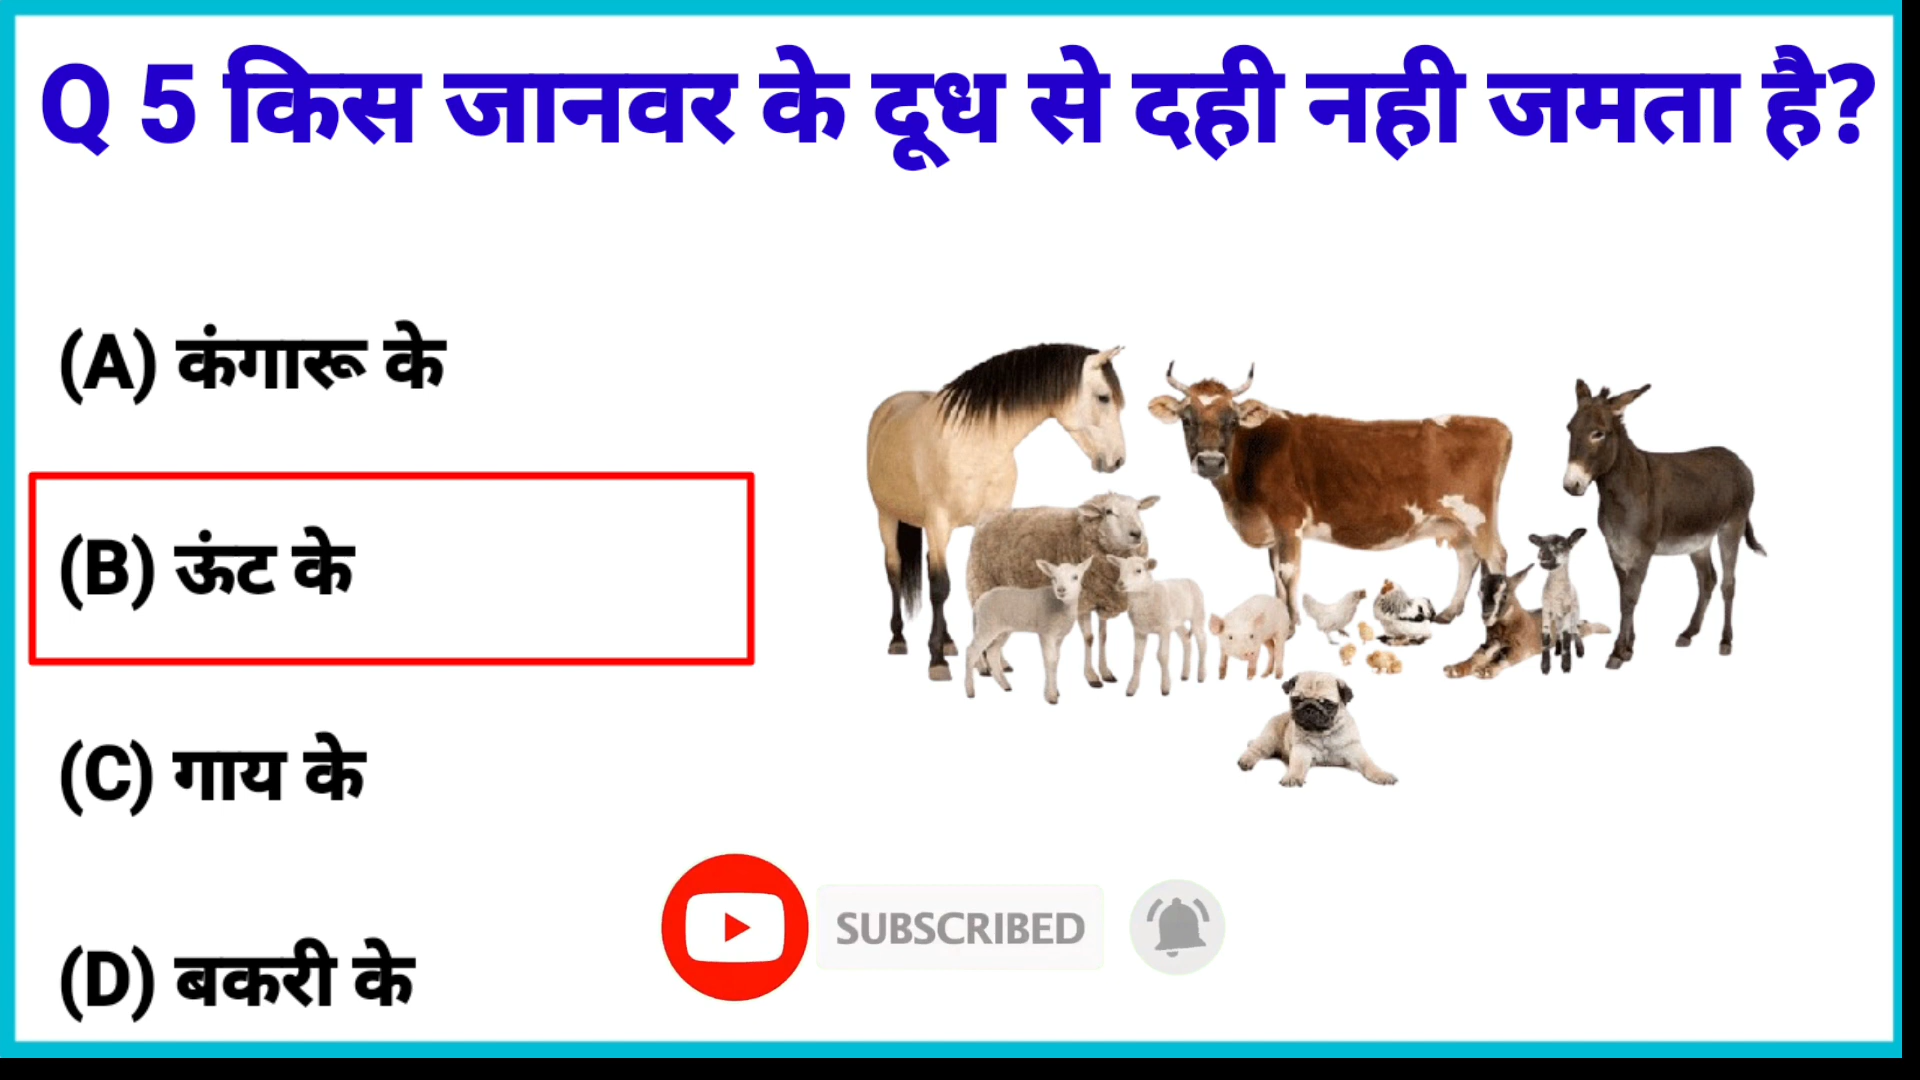 Q 5 किस जानवर के दूध से दही नही जमता है?
(A) कंगारू के
(B) ऊंट के
(C) गाय के
SUBSCRIBED
(D) बकरी के